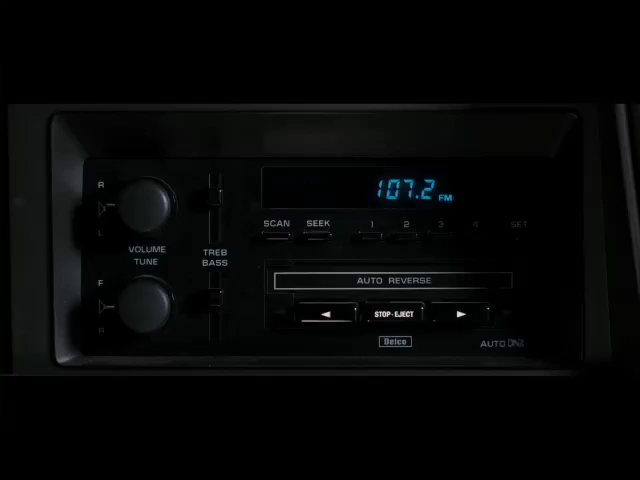 107.2 FM
R
SCAN SEEK 1 2 3 4 SET
L
VOLUME
TUNE
TREB
BASS
AUTO REVERSE
F
STOP·EJECT
R
Delco
AUTO DNR